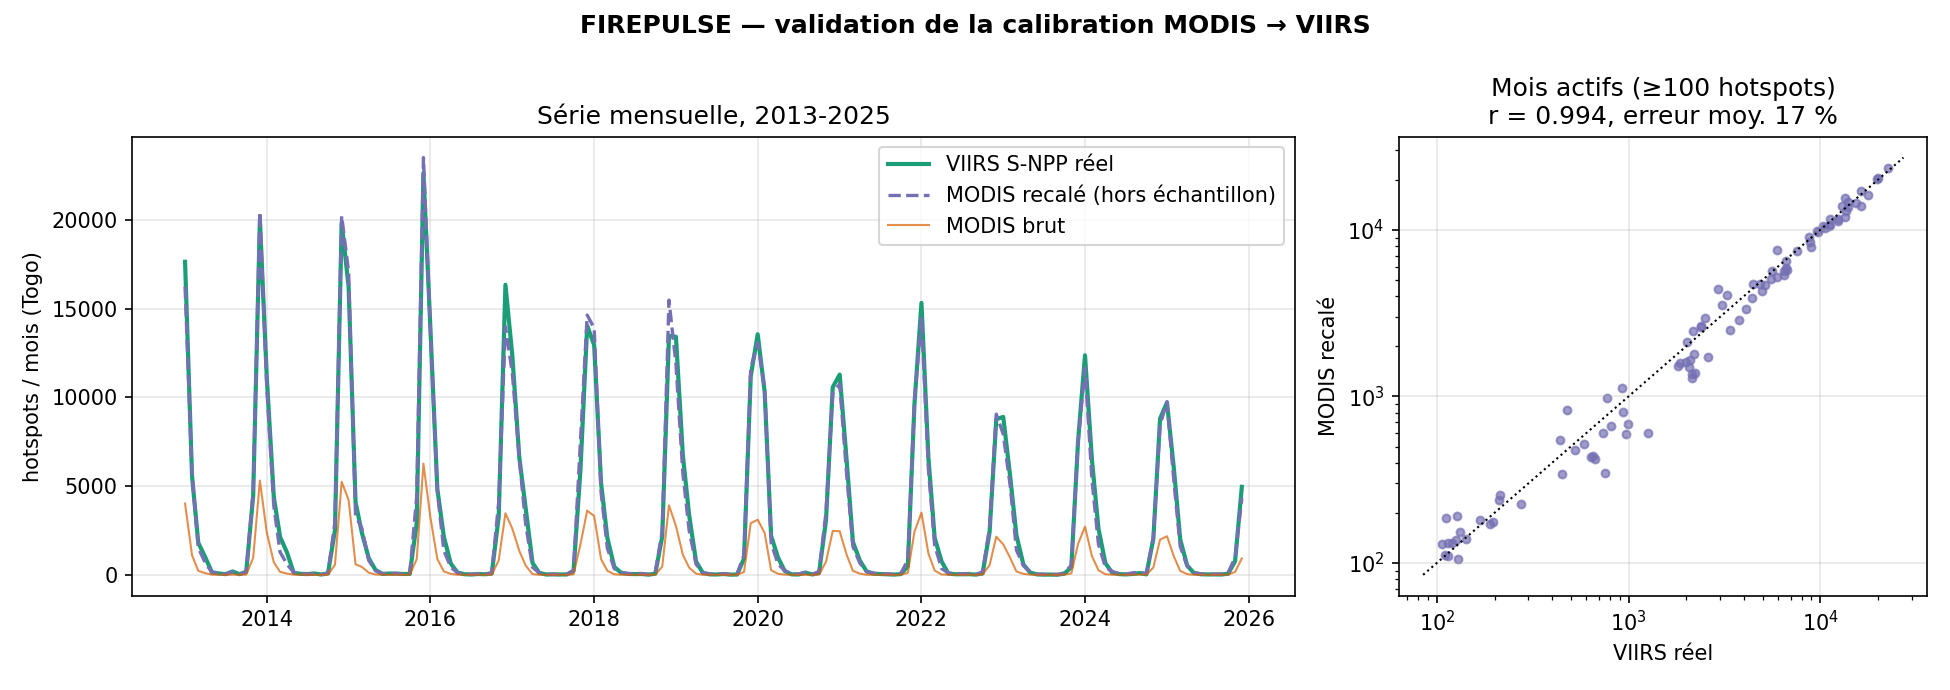 FIREPULSE — validation de la calibration MODIS → VIIRS
Série mensuelle, 2013-2025
hotspots / mois (Togo)
20000
15000
10000
5000
0
2014
2016
2018
2020
2022
2024
2026
VIIRS S-NPP réel
MODIS recalé (hors échantillon)
MODIS brut
Mois actifs (≥100 hotspots)
r = 0.994, erreur moy. 17 %
MODIS recalé
10⁴
10³
10²
10²
10³
10⁴
VIIRS réel